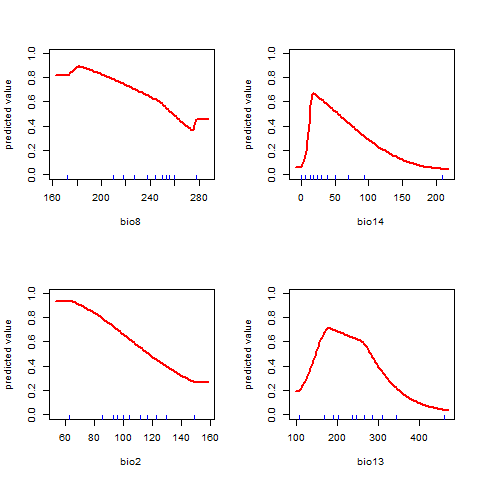 predicted value
0.0 0.2 0.4 0.6 0.8 1.0
160 200 240 280
bio8
predicted value
0.0 0.2 0.4 0.6 0.8 1.0
0 50 100 150 200
bio14
predicted value
0.0 0.2 0.4 0.6 0.8 1.0
60 80 100 120 140 160
bio2
predicted value
0.0 0.2 0.4 0.6 0.8 1.0
100 200 300 400
bio13